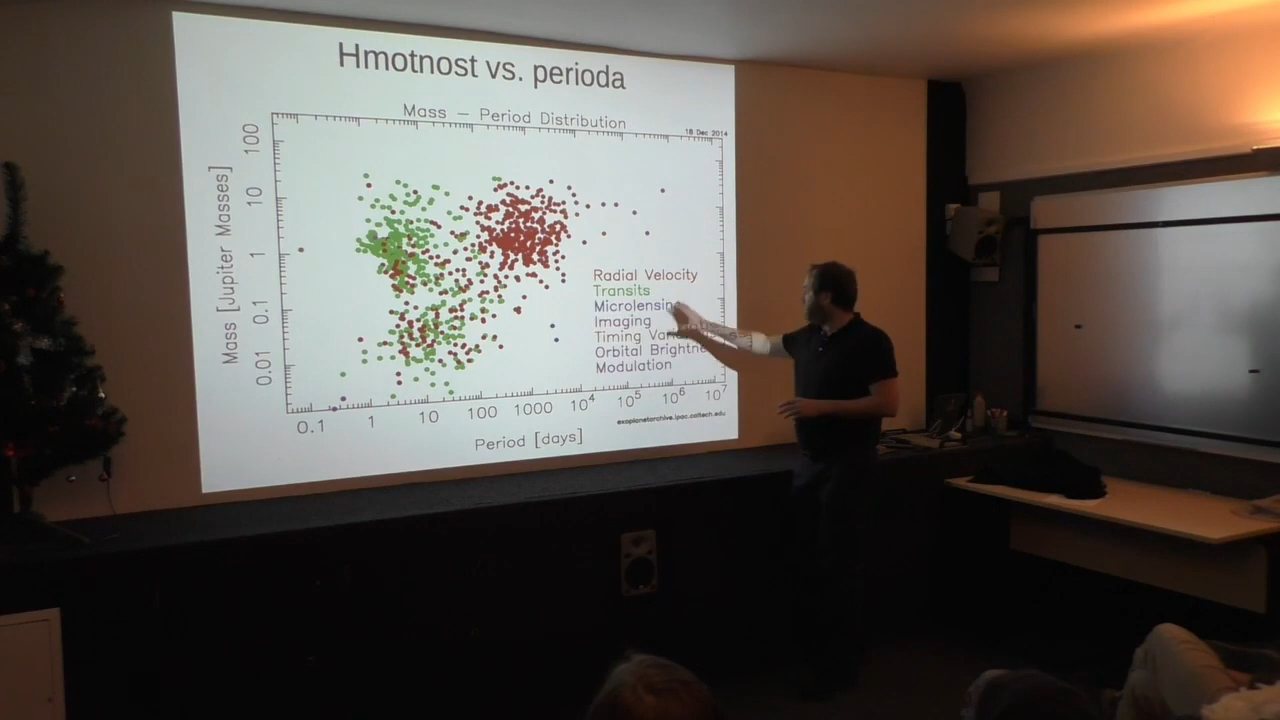 Hmotnost vs. perioda
Mass – Period Distribution
18 Dec 2014
Mass [Jupiter Masses]
100
10
1
0.1
0.01
Radial Velocity
Transits
Microlensing
Imaging
Timing
Orbital
Modulation
0.1 1 10 100 1000 10⁴ 10⁵ 10⁶ 10⁷
Period [days]
exoplanetarchive.ipac.caltech.edu